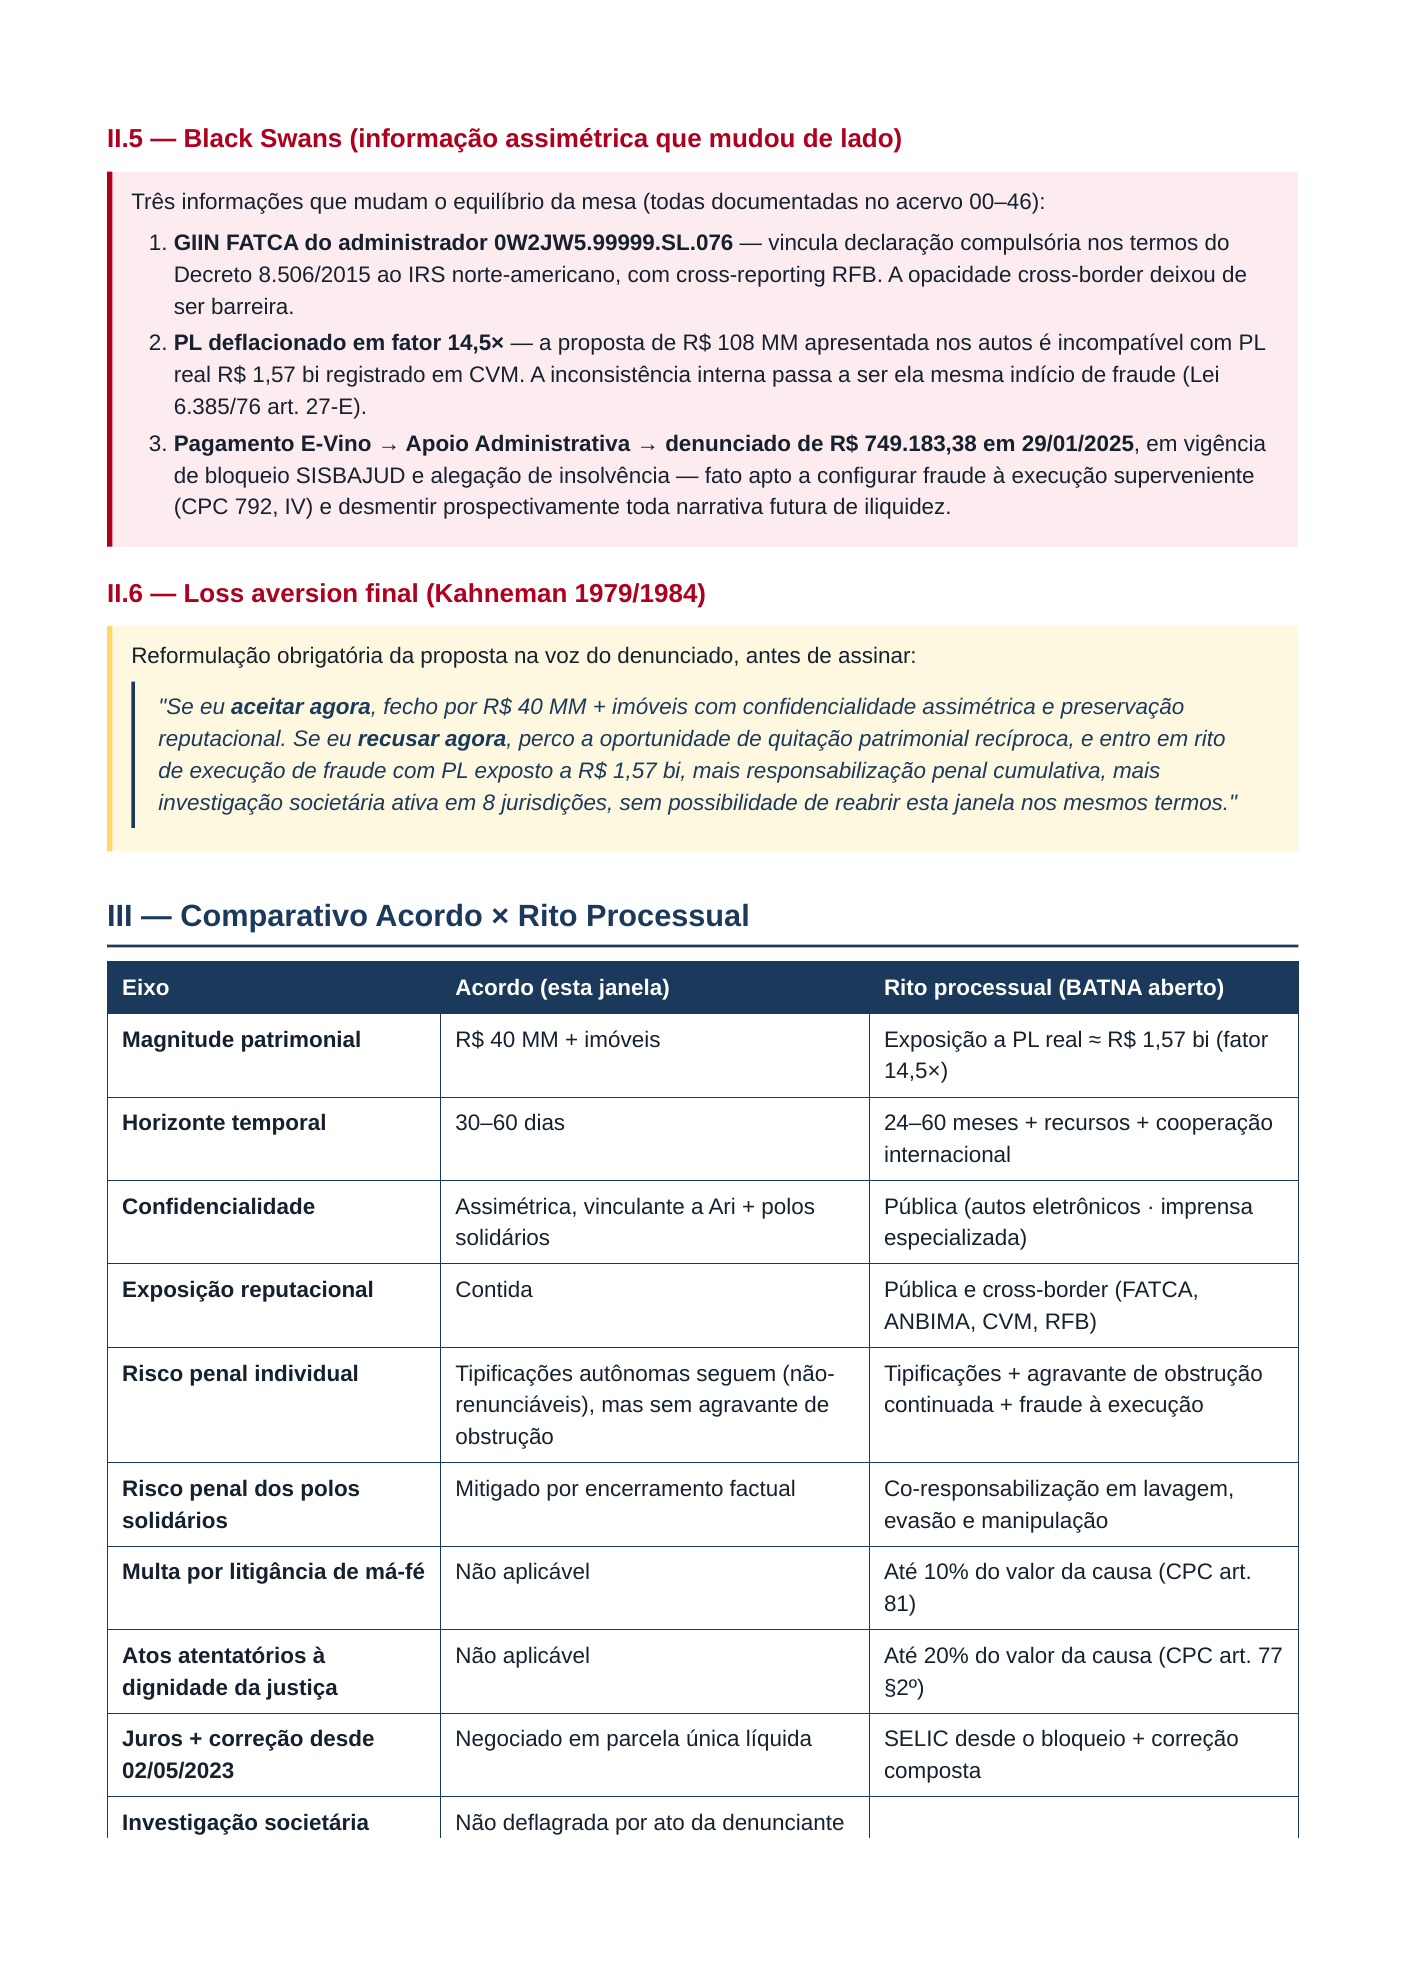 II.5 — Black Swans (informação assimétrica que mudou de lado)
Três informações que mudam o equilíbrio da mesa (todas documentadas no acervo 00–46):
1. GIIN FATCA do administrador 0W2JW5.99999.SL.076 — vincula declaração compulsória nos termos do
Decreto 8.506/2015 ao IRS norte-americano, com cross-reporting RFB. A opacidade cross-border deixou de
ser barreira.
2. PL deflacionado em fator 14,5× — a proposta de R$ 108 MM apresentada nos autos é incompatível com PL
real R$ 1,57 bi registrado em CVM. A inconsistência interna passa a ser ela mesma indício de fraude (Lei
6.385/76 art. 27-E).
3. Pagamento E-Vino → Apoio Administrativa → denunciado de R$ 749.183,38 em 29/01/2025, em vigência
de bloqueio SISBAJUD e alegação de insolvência — fato apto a configurar fraude à execução superveniente
(CPC 792, IV) e desmentir prospectivamente toda narrativa futura de iliquidez.
II.6 — Loss aversion final (Kahneman 1979/1984)
Reformulação obrigatória da proposta na voz do denunciado, antes de assinar:
"Se eu aceitar agora, fecho por R$ 40 MM + imóveis com confidencialidade assimétrica e preservação
reputacional. Se eu recusar agora, perco a oportunidade de quitação patrimonial recíproca, e entro em rito
de execução de fraude com PL exposto a R$ 1,57 bi, mais responsabilização penal cumulativa, mais
investigação societária ativa em 8 jurisdições, sem possibilidade de reabrir esta janela nos mesmos termos."
III — Comparativo Acordo × Rito Processual
Eixo
Acordo (esta janela)
Rito processual (BATNA aberto)
Magnitude patrimonial
R$ 40 MM + imóveis
Exposição a PL real ≈ R$ 1,57 bi (fator
14,5×)
Horizonte temporal
30–60 dias
24–60 meses + recursos + cooperação
internacional
Confidencialidade
Assimétrica, vinculante a Ari + polos
solidários
Pública (autos eletrônicos · imprensa
especializada)
Exposição reputacional
Contida
Pública e cross-border (FATCA,
ANBIMA, CVM, RFB)
Risco penal individual
Tipificações autônomas seguem (não-
renunciáveis), mas sem agravante de
obstrução
Tipificações + agravante de obstrução
continuada + fraude à execução
Risco penal dos polos
solidários
Mitigado por encerramento factual
Co-responsabilização em lavagem,
evasão e manipulação
Multa por litigância de má-fé
Não aplicável
Até 10% do valor da causa (CPC art.
81)
Atos atentatórios à
dignidade da justiça
Não aplicável
Até 20% do valor da causa (CPC art. 77
§2º)
Juros + correção desde
02/05/2023
Negociado em parcela única líquida
SELIC desde o bloqueio + correção
composta
Investigação societária
Não deflagrada por ato da denunciante